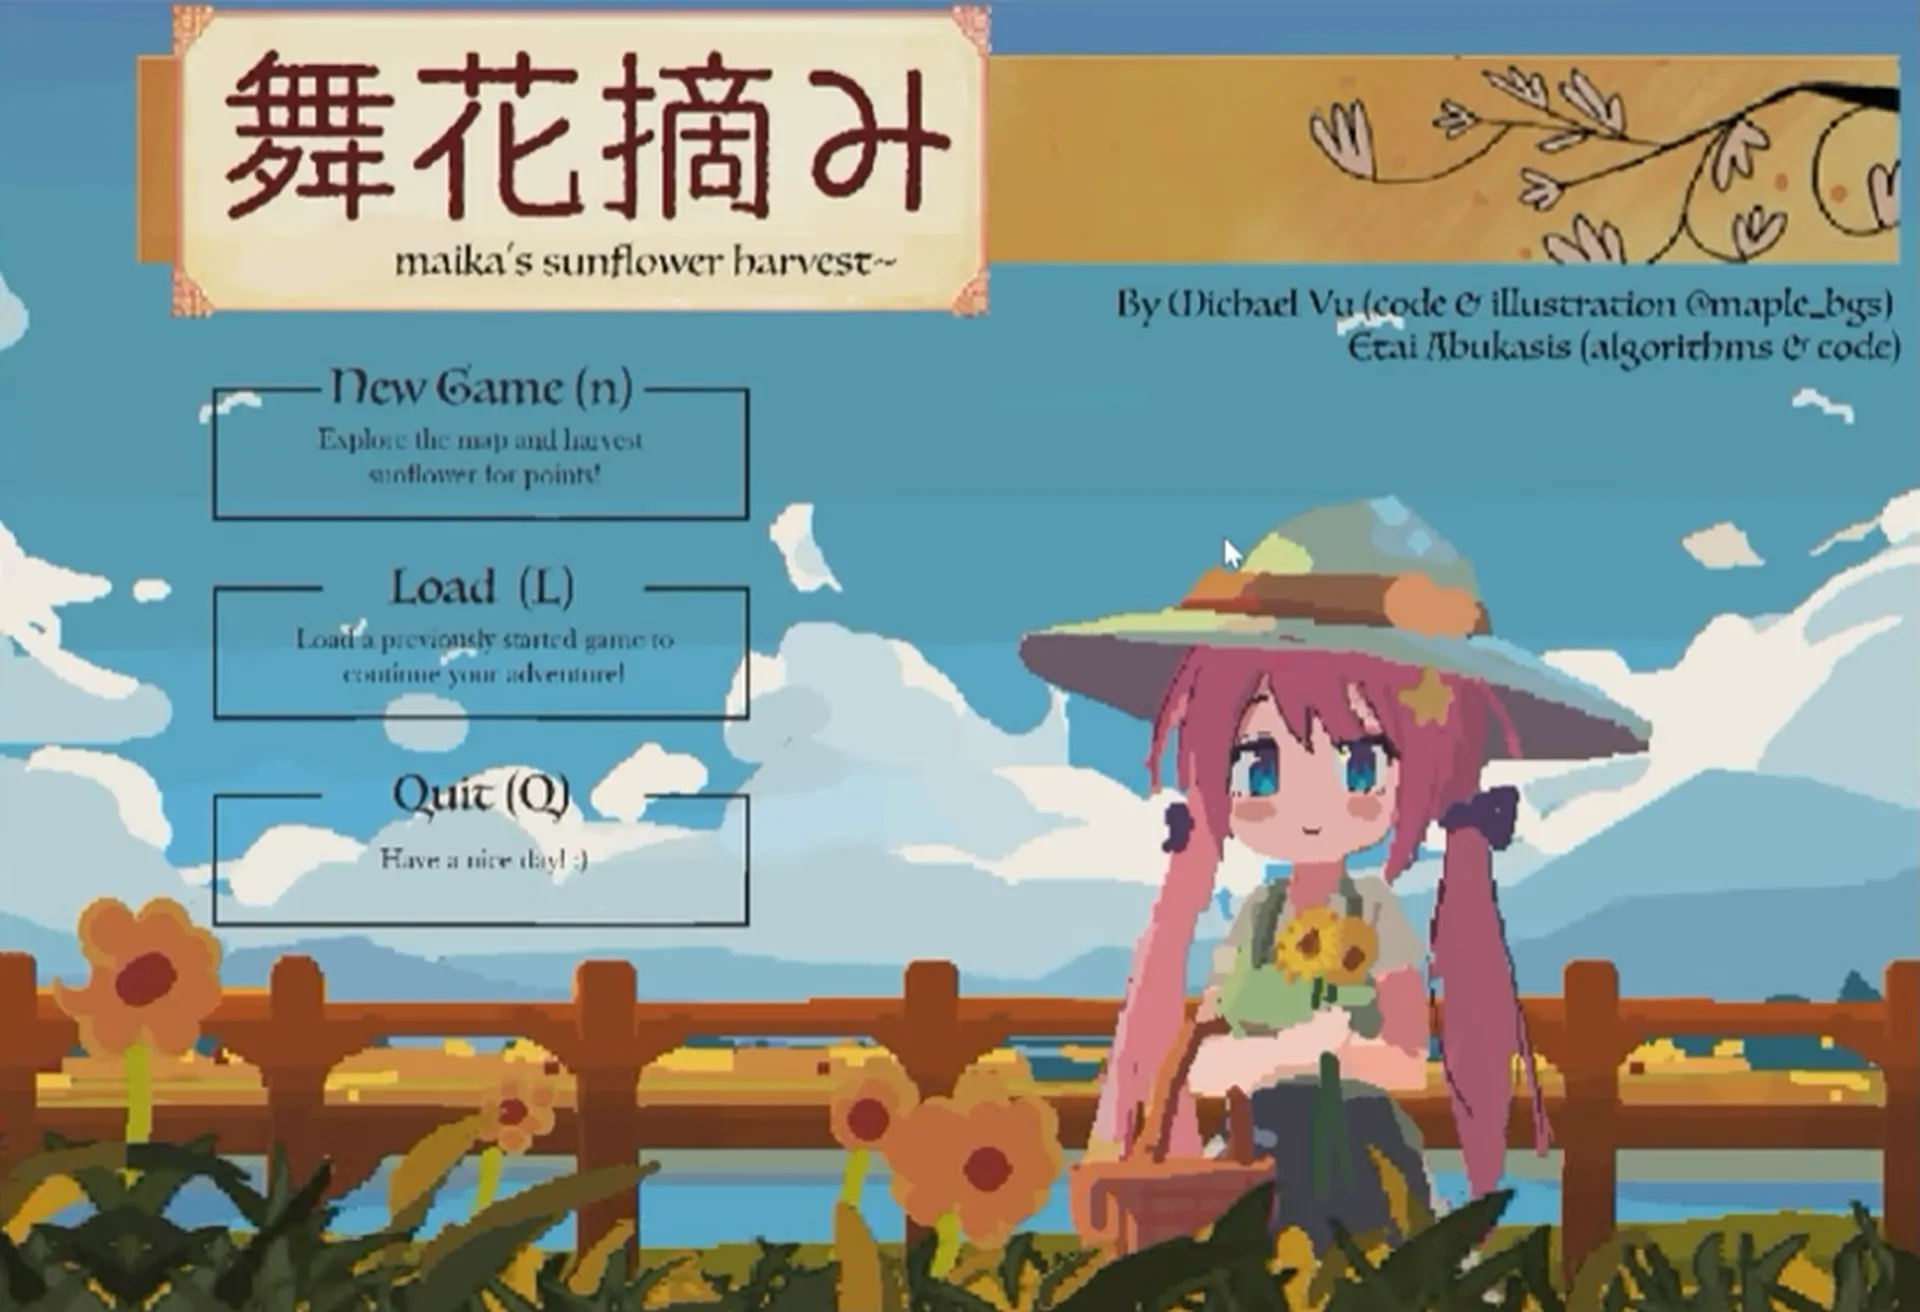 舞花摘み
maika's sunflower harvest~
By Michael Vu (code & illustration @maple_bgs)
Etai Abukasis (algorithms & code)
New Game (n)
Explore the map and harvest
sunflower for points!
Load (L)
Load a previously started game to
continue your adventure!
Quit (Q)
Have a nice day! :)